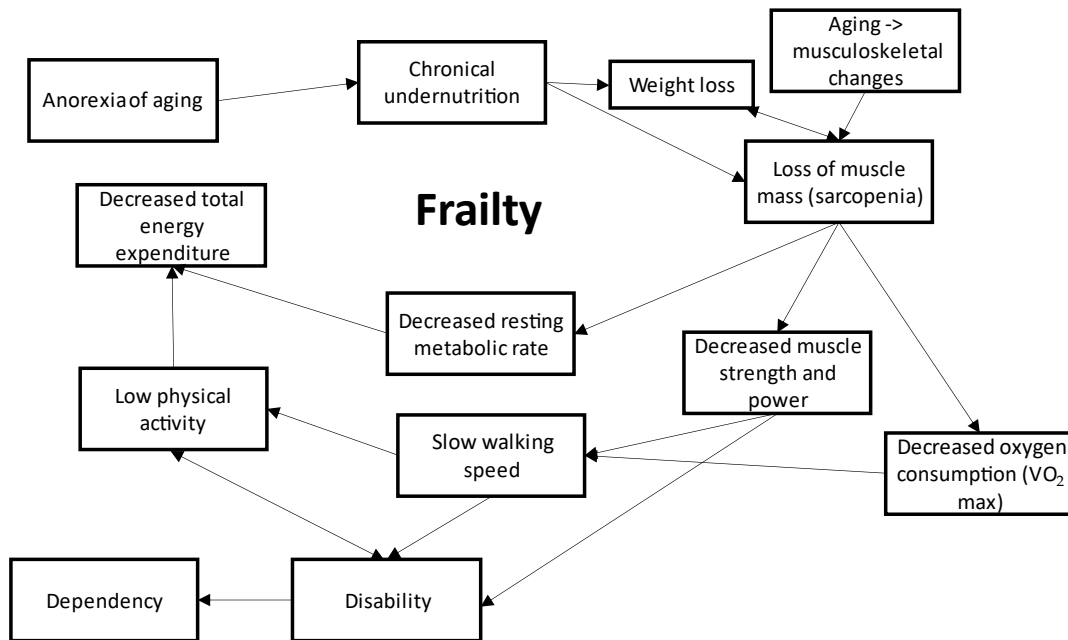 Aging ->
musculoskeletal
changes
Chronical
undernutrition
Weight loss
Anorexia of aging
Loss of muscle
mass (sarcopenia)
Decreased total
energy
expenditure
Frailty
Decreased resting
metabolic rate
Decreased muscle
strength and
power
Low physical
activity
Slow walking
speed
Decreased oxygen
consumption (VO₂
max)
Dependency
Disability